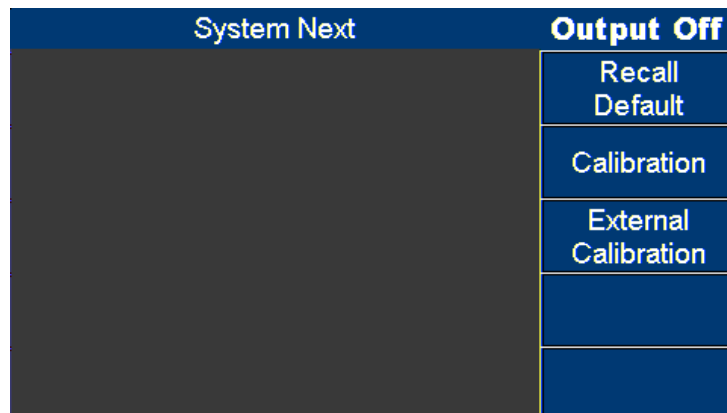 System Next
Output Off
Recall
Default
Calibration
External
Calibration